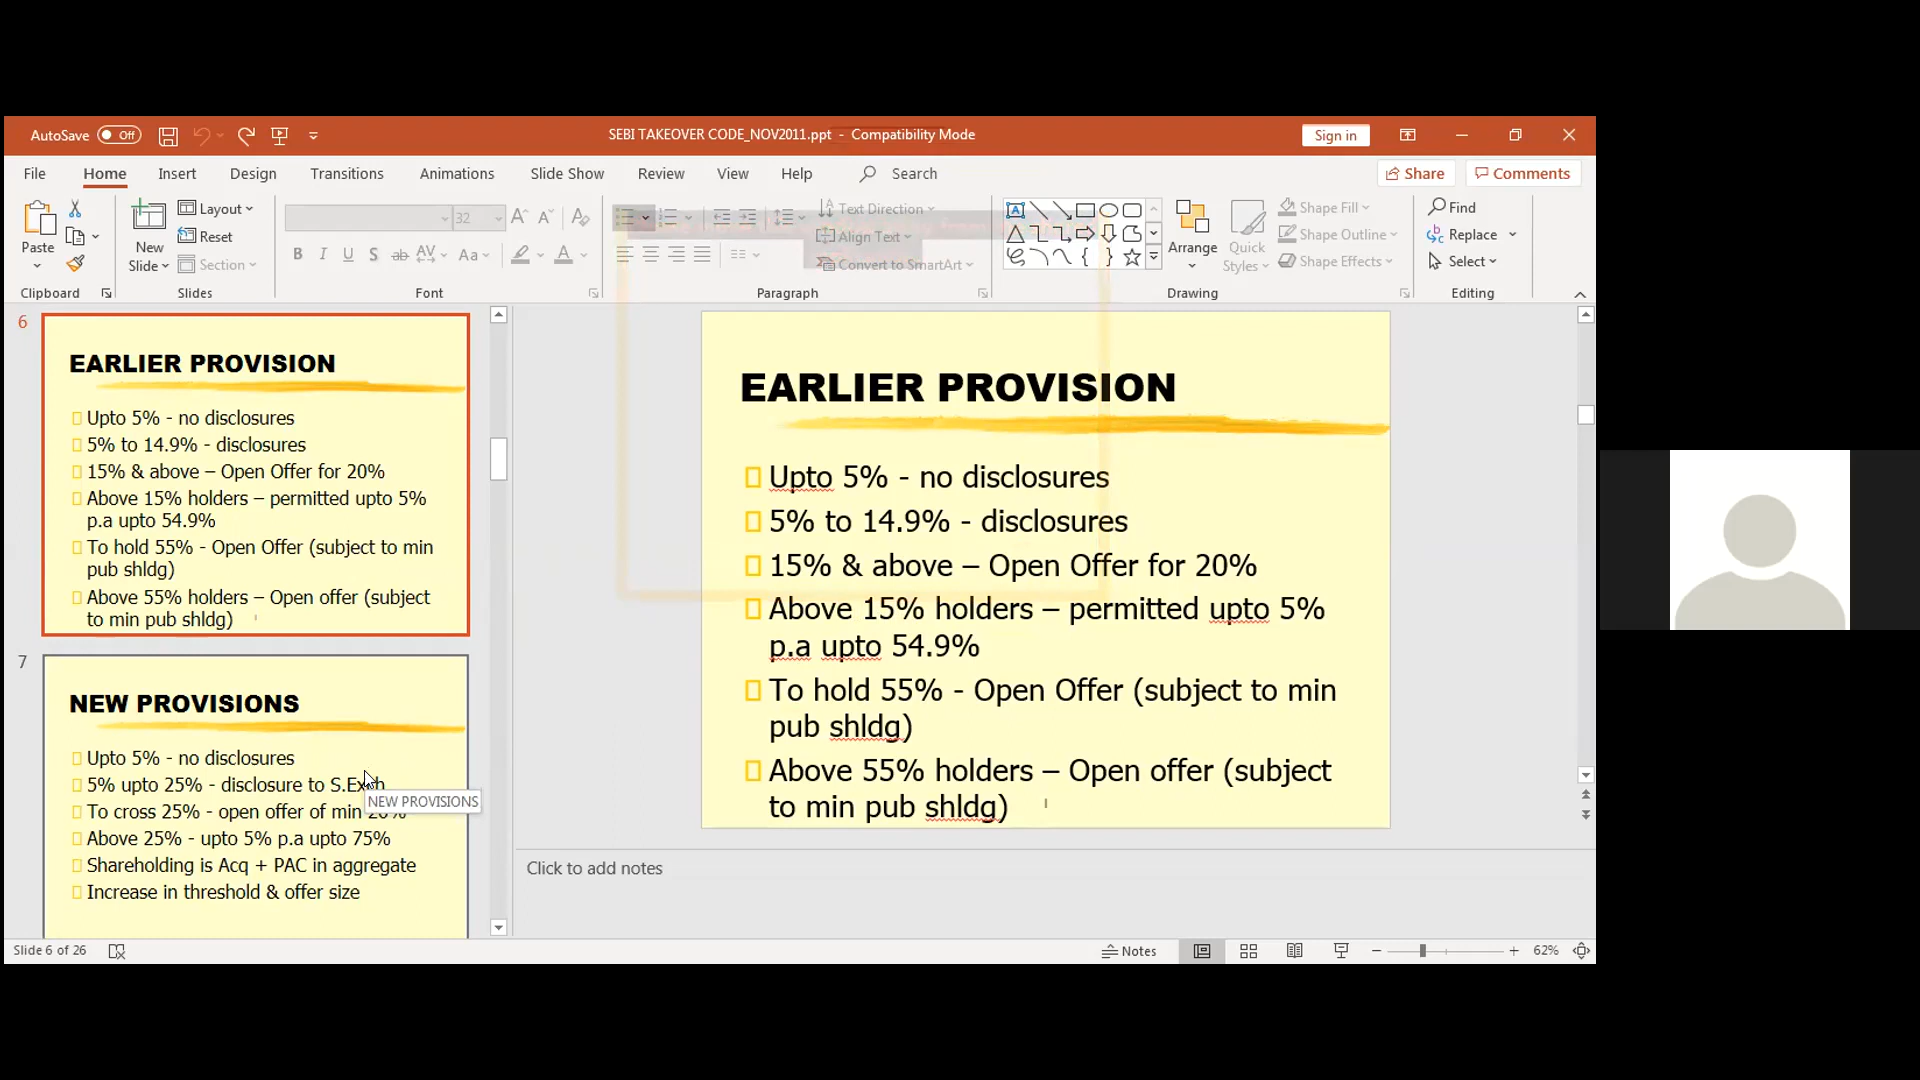 AutoSave Off
SEBI TAKEOVER CODE_NOV2011.ppt - Compatibility Mode
Sign in
File Home Insert Design Transitions Animations Slide Show Review View Help Search
Share Comments
Paste
New
Slide
Layout
Reset
Section
32
B I U S ab AV Aa A
Text Direction
Align Text
Convert to SmartArt
Arrange
Quick
Styles
Shape Fill
Shape Outline
Shape Effects
Find
Replace
Select
Clipboard Slides Font Paragraph Drawing Editing
6
EARLIER PROVISION
Upto 5% - no disclosures
5% to 14.9% - disclosures
15% & above – Open Offer for 20%
Above 15% holders – permitted upto 5%
p.a upto 54.9%
To hold 55% - Open Offer (subject to min
pub shldg)
Above 55% holders – Open offer (subject
to min pub shldg)
7
NEW PROVISIONS
Upto 5% - no disclosures
5% upto 25% - disclosure to S.Exch
To cross 25% - open offer of min
Above 25% - upto 5% p.a upto 75%
Shareholding is Acq + PAC in aggregate
Increase in threshold & offer size
NEW PROVISIONS
EARLIER PROVISION
Upto 5% - no disclosures
5% to 14.9% - disclosures
15% & above – Open Offer for 20%
Above 15% holders – permitted upto 5%
p.a upto 54.9%
To hold 55% - Open Offer (subject to min
pub shldg)
Above 55% holders – Open offer (subject
to min pub shldg)
Click to add notes
Slide 6 of 26
Notes
62%